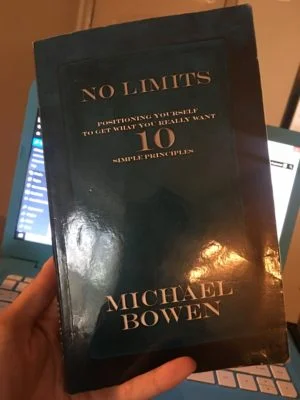 NO LIMITS
POSITIONING YOURSELF
TO GET WHAT YOU REALLY WANT
10
SIMPLE PRINCIPLES
MICHAEL
BOWEN